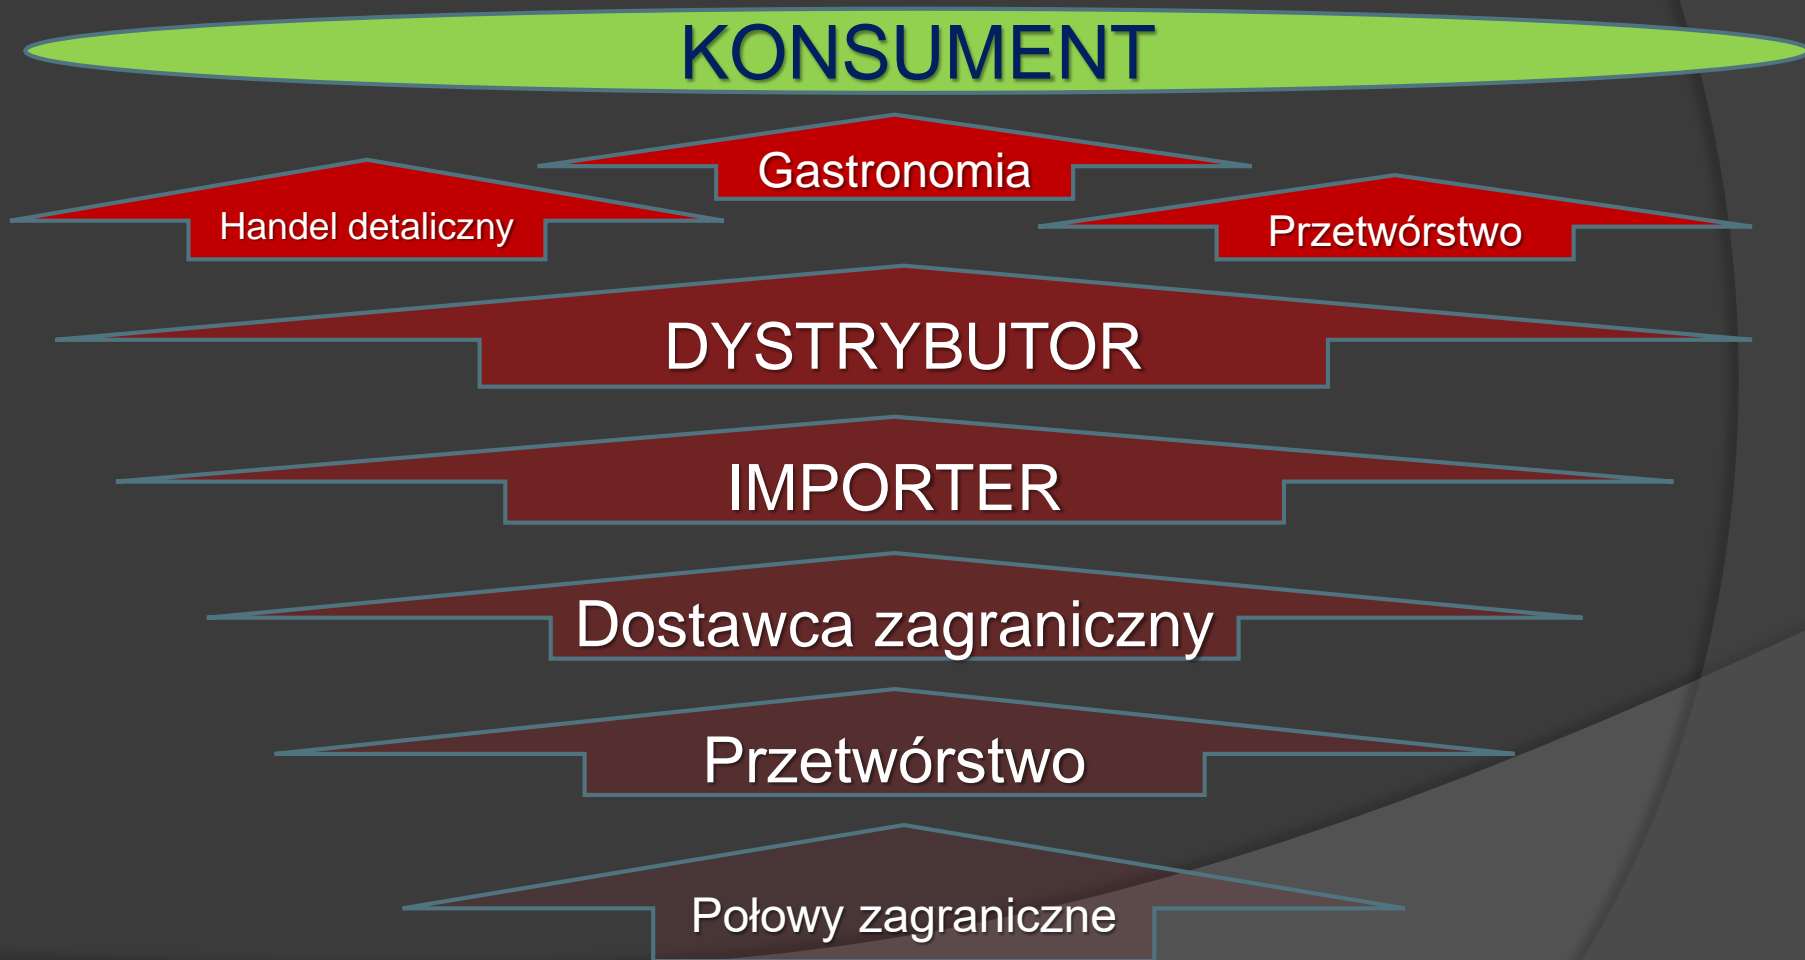 KONSUMENT
Gastronomia
Handel detaliczny
Przetwórstwo
DYSTRYBUTOR
IMPORTER
Dostawca zagraniczny
Przetwórstwo
Połowy zagraniczne